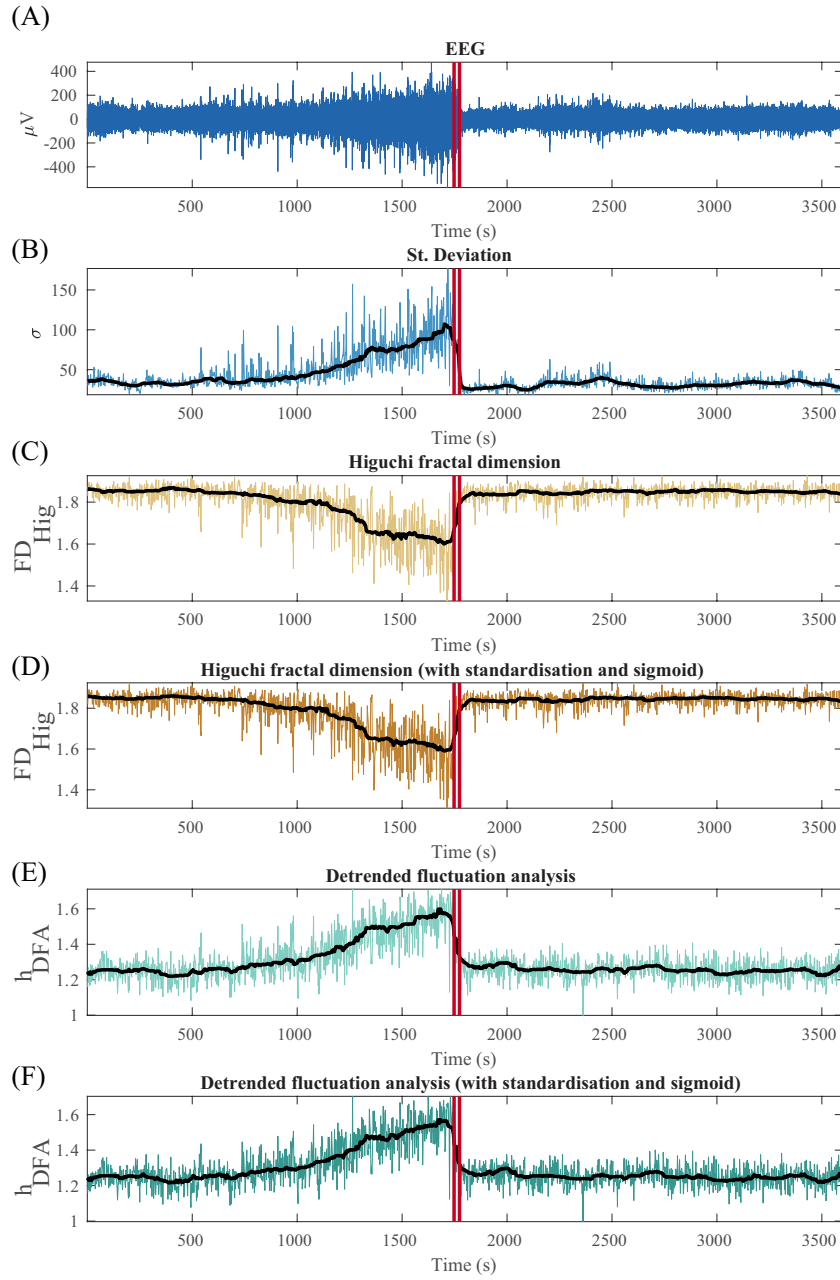 (A)
EEG
μV
400
200
0
-200
-400
500 1000 1500 2000 2500 3000 3500
Time (s)
(B)
St. Deviation
σ
150
100
50
500 1000 1500 2000 2500 3000 3500
Time (s)
(C)
Higuchi fractal dimension
FD_Hig
1.8
1.6
1.4
500 1000 1500 2000 2500 3000 3500
Time (s)
(D)
Higuchi fractal dimension (with standardisation and sigmoid)
FD_Hig
1.8
1.6
1.4
500 1000 1500 2000 2500 3000 3500
Time (s)
(E)
Detrended fluctuation analysis
h_DFA
1.6
1.4
1.2
1
500 1000 1500 2000 2500 3000 3500
Time (s)
(F)
Detrended fluctuation analysis (with standardisation and sigmoid)
h_DFA
1.6
1.4
1.2
1
500 1000 1500 2000 2500 3000 3500
Time (s)